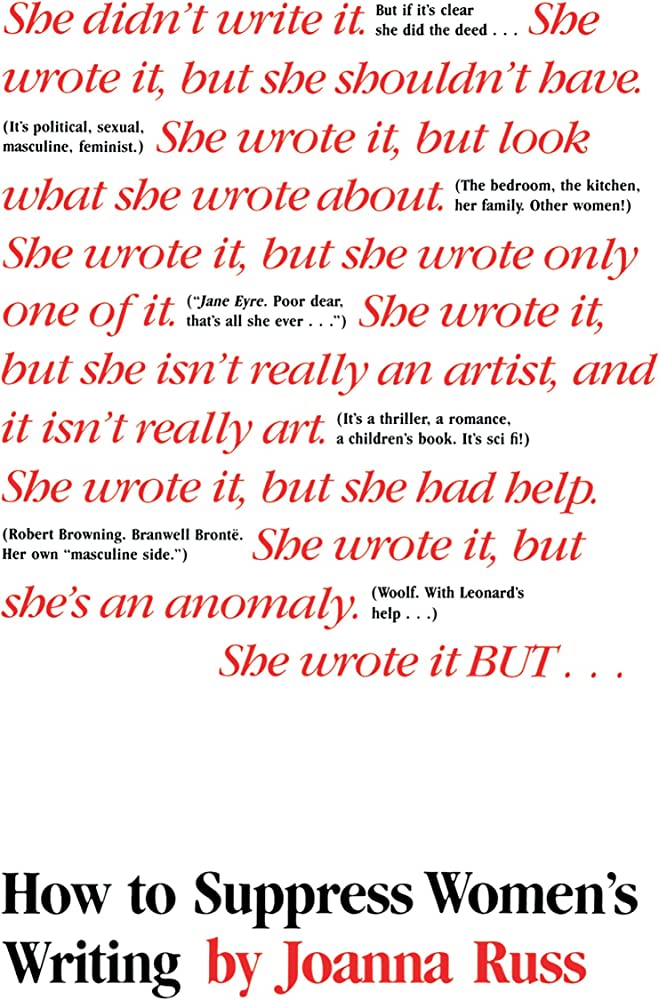 She didn't write it. But if it's clear she did the deed . . . She
wrote it, but she shouldn't have.
(It's political, sexual, masculine, feminist.) She wrote it, but look
what she wrote about. (The bedroom, the kitchen, her family. Other women!)
She wrote it, but she wrote only
one of it. ("Jane Eyre. Poor dear, that's all she ever . . .") She wrote it,
but she isn't really an artist, and
it isn't really art. (It's a thriller, a romance, a children's book. It's sci fi!)
She wrote it, but she had help.
(Robert Browning. Branwell Brontë. Her own "masculine side.") She wrote it, but
she's an anomaly. (Woolf. With Leonard's help . . .)
She wrote it BUT . . .
How to Suppress Women's
Writing by Joanna Russ